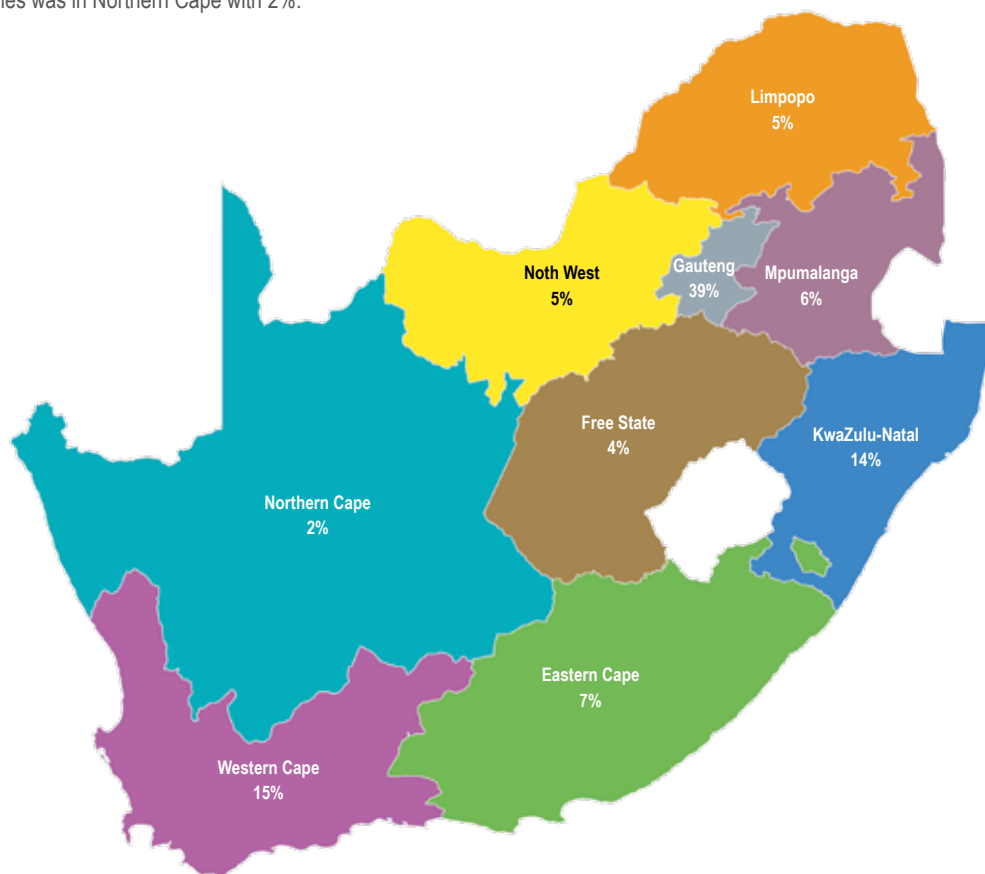 was in Northern Cape with 2%.
Limpopo
5%
Noth West
5%
Gauteng
39%
Mpumalanga
6%
Free State
4%
KwaZulu-Natal
14%
Northern Cape
2%
Eastern Cape
7%
Western Cape
15%